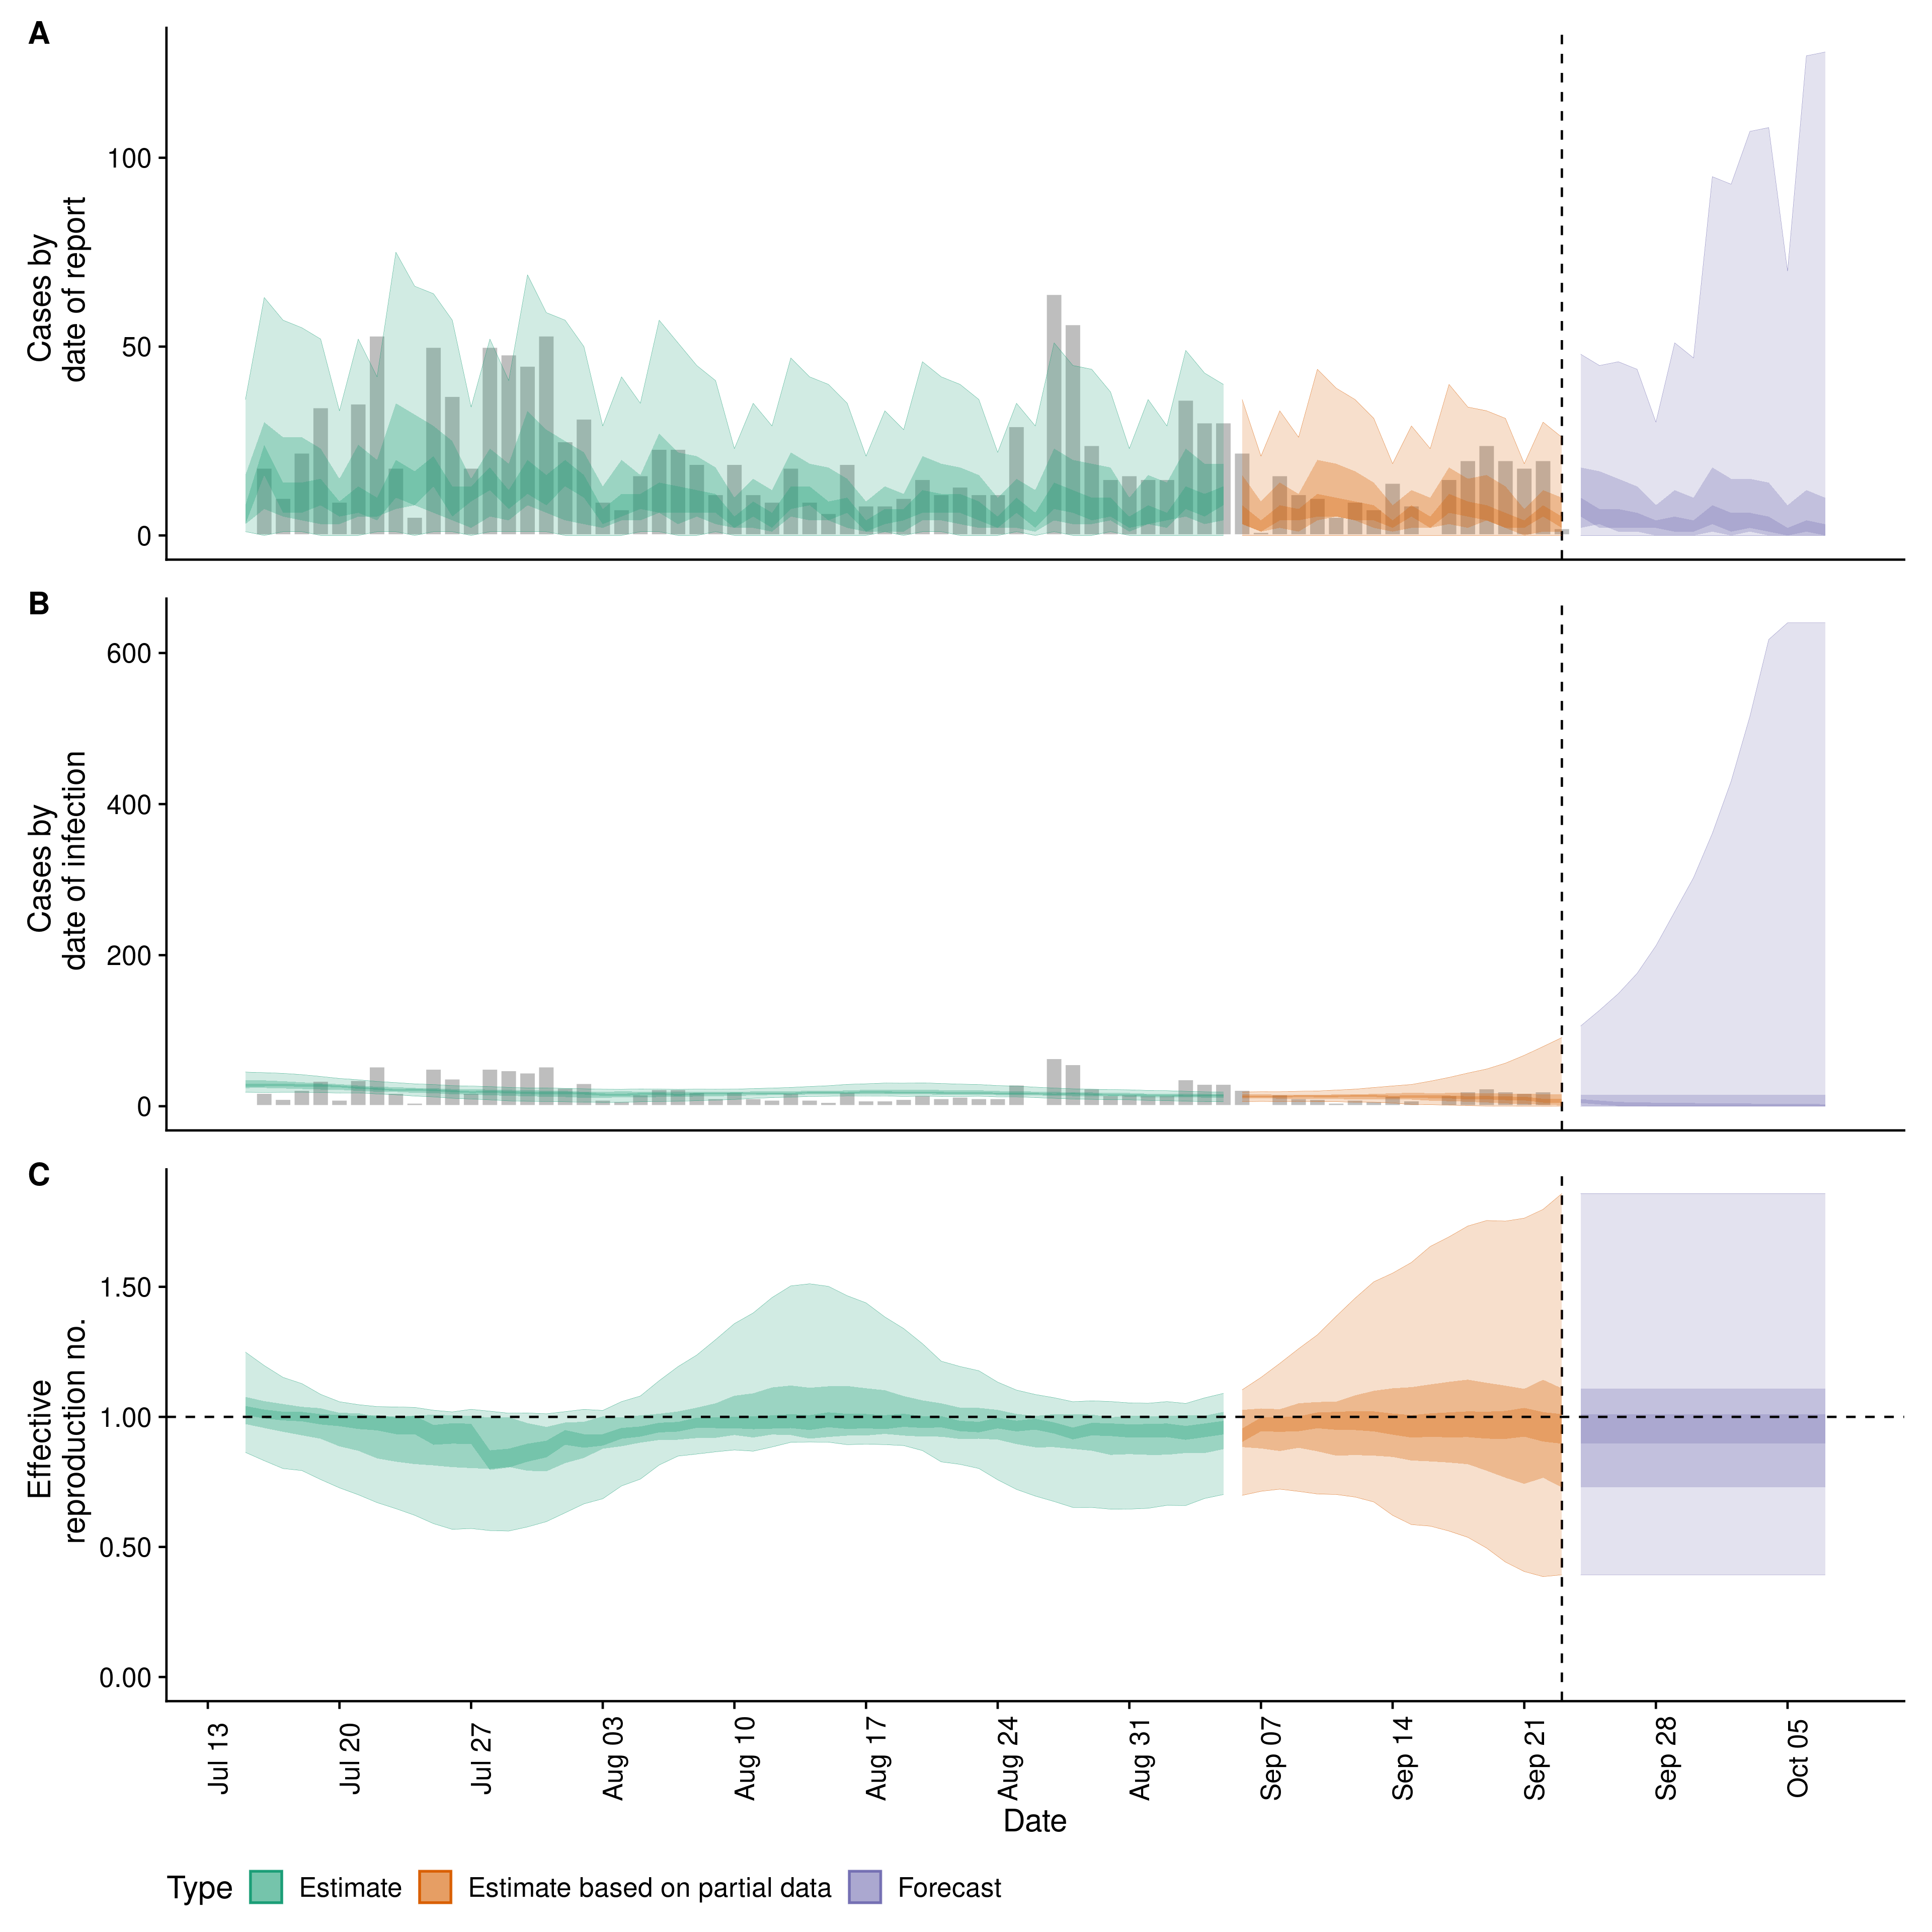 A
Cases by
date of report
100
50
0
B
Cases by
date of infection
600
400
200
0
C
Effective
reproduction no.
1.50
1.00
0.50
0.00
Jul 13
Jul 20
Jul 27
Aug 03
Aug 10
Aug 17
Aug 24
Aug 31
Sep 07
Sep 14
Sep 21
Sep 28
Oct 05
Date
Type Estimate Estimate based on partial data Forecast